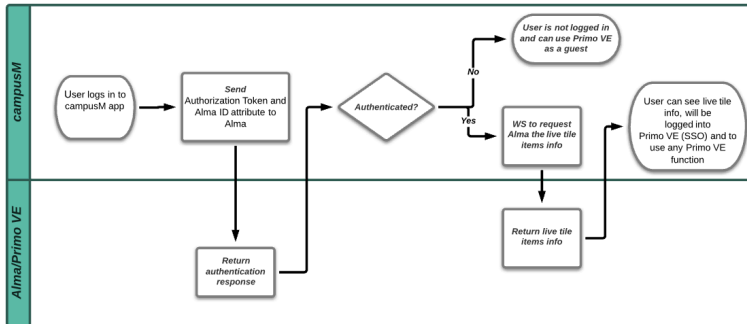 campusM
User logs in to
campusM app
Send
Authorization Token and
Alma ID attribute to
Alma
Authenticated?
No
Yes
User is not logged in
and can use Primo VE
as a guest
WS to request
Alma the live tile
items info
User can see live tile
info, will be
logged into
Primo VE (SSO) and to
use any Primo VE
function
Alma/Primo VE
Return
authentication
response
Return live tile
items info